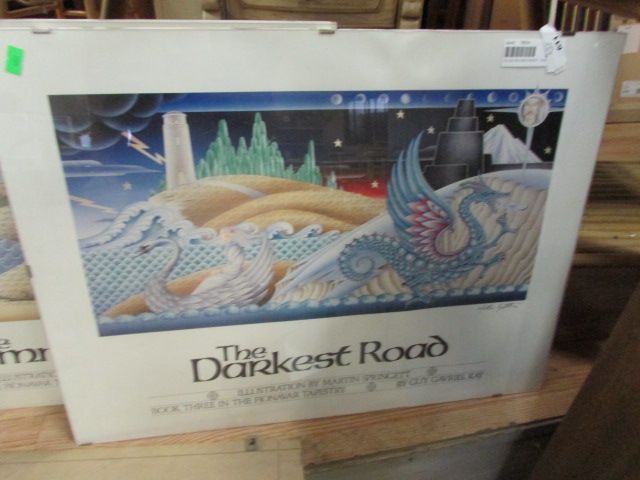 The
Darkest Road
ILLUSTRATION BY MARTIN SPRINGETT
BY GUY GAVRIEL KAY
BOOK THREE IN THE FIONAVAR TAPESTRY